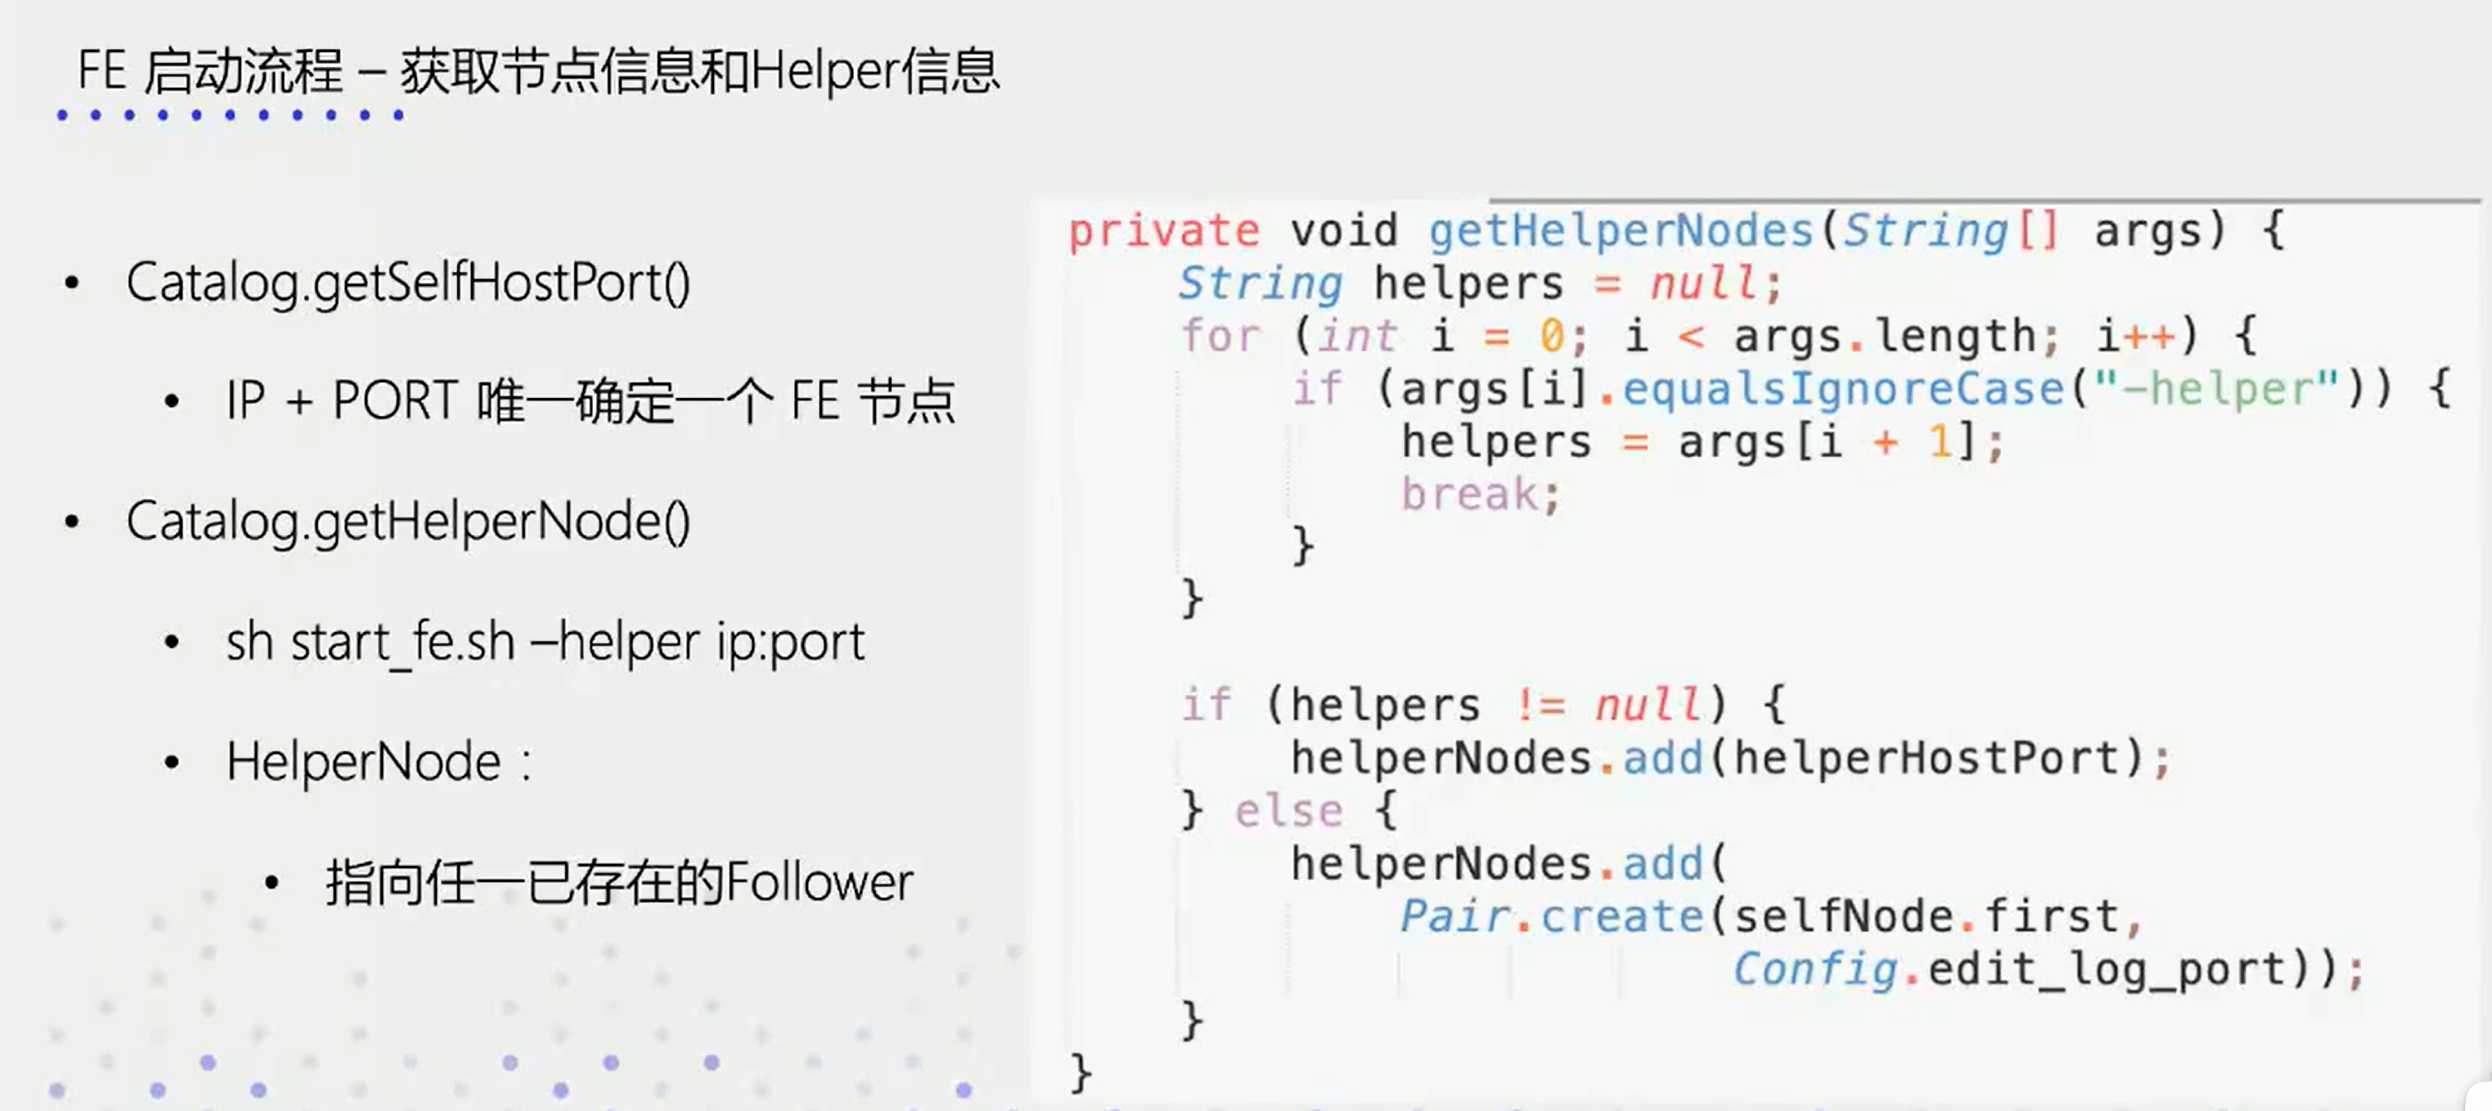 FE 启动流程 – 获取节点信息和Helper信息
• Catalog.getSelfHostPort()
• IP + PORT 唯一确定一个 FE 节点
• Catalog.getHelperNode()
• sh start_fe.sh –helper ip:port
• HelperNode：
• 指向任一已存在的Follower
private void getHelperNodes(String[] args) {
    String helpers = null;
    for (int i = 0; i < args.length; i++) {
        if (args[i].equalsIgnoreCase("-helper")) {
            helpers = args[i + 1];
            break;
        }
    }
    if (helpers != null) {
        helperNodes.add(helperHostPort);
    } else {
        helperNodes.add(
            Pair.create(selfNode.first,
                        Config.edit_log_port));
    }
}